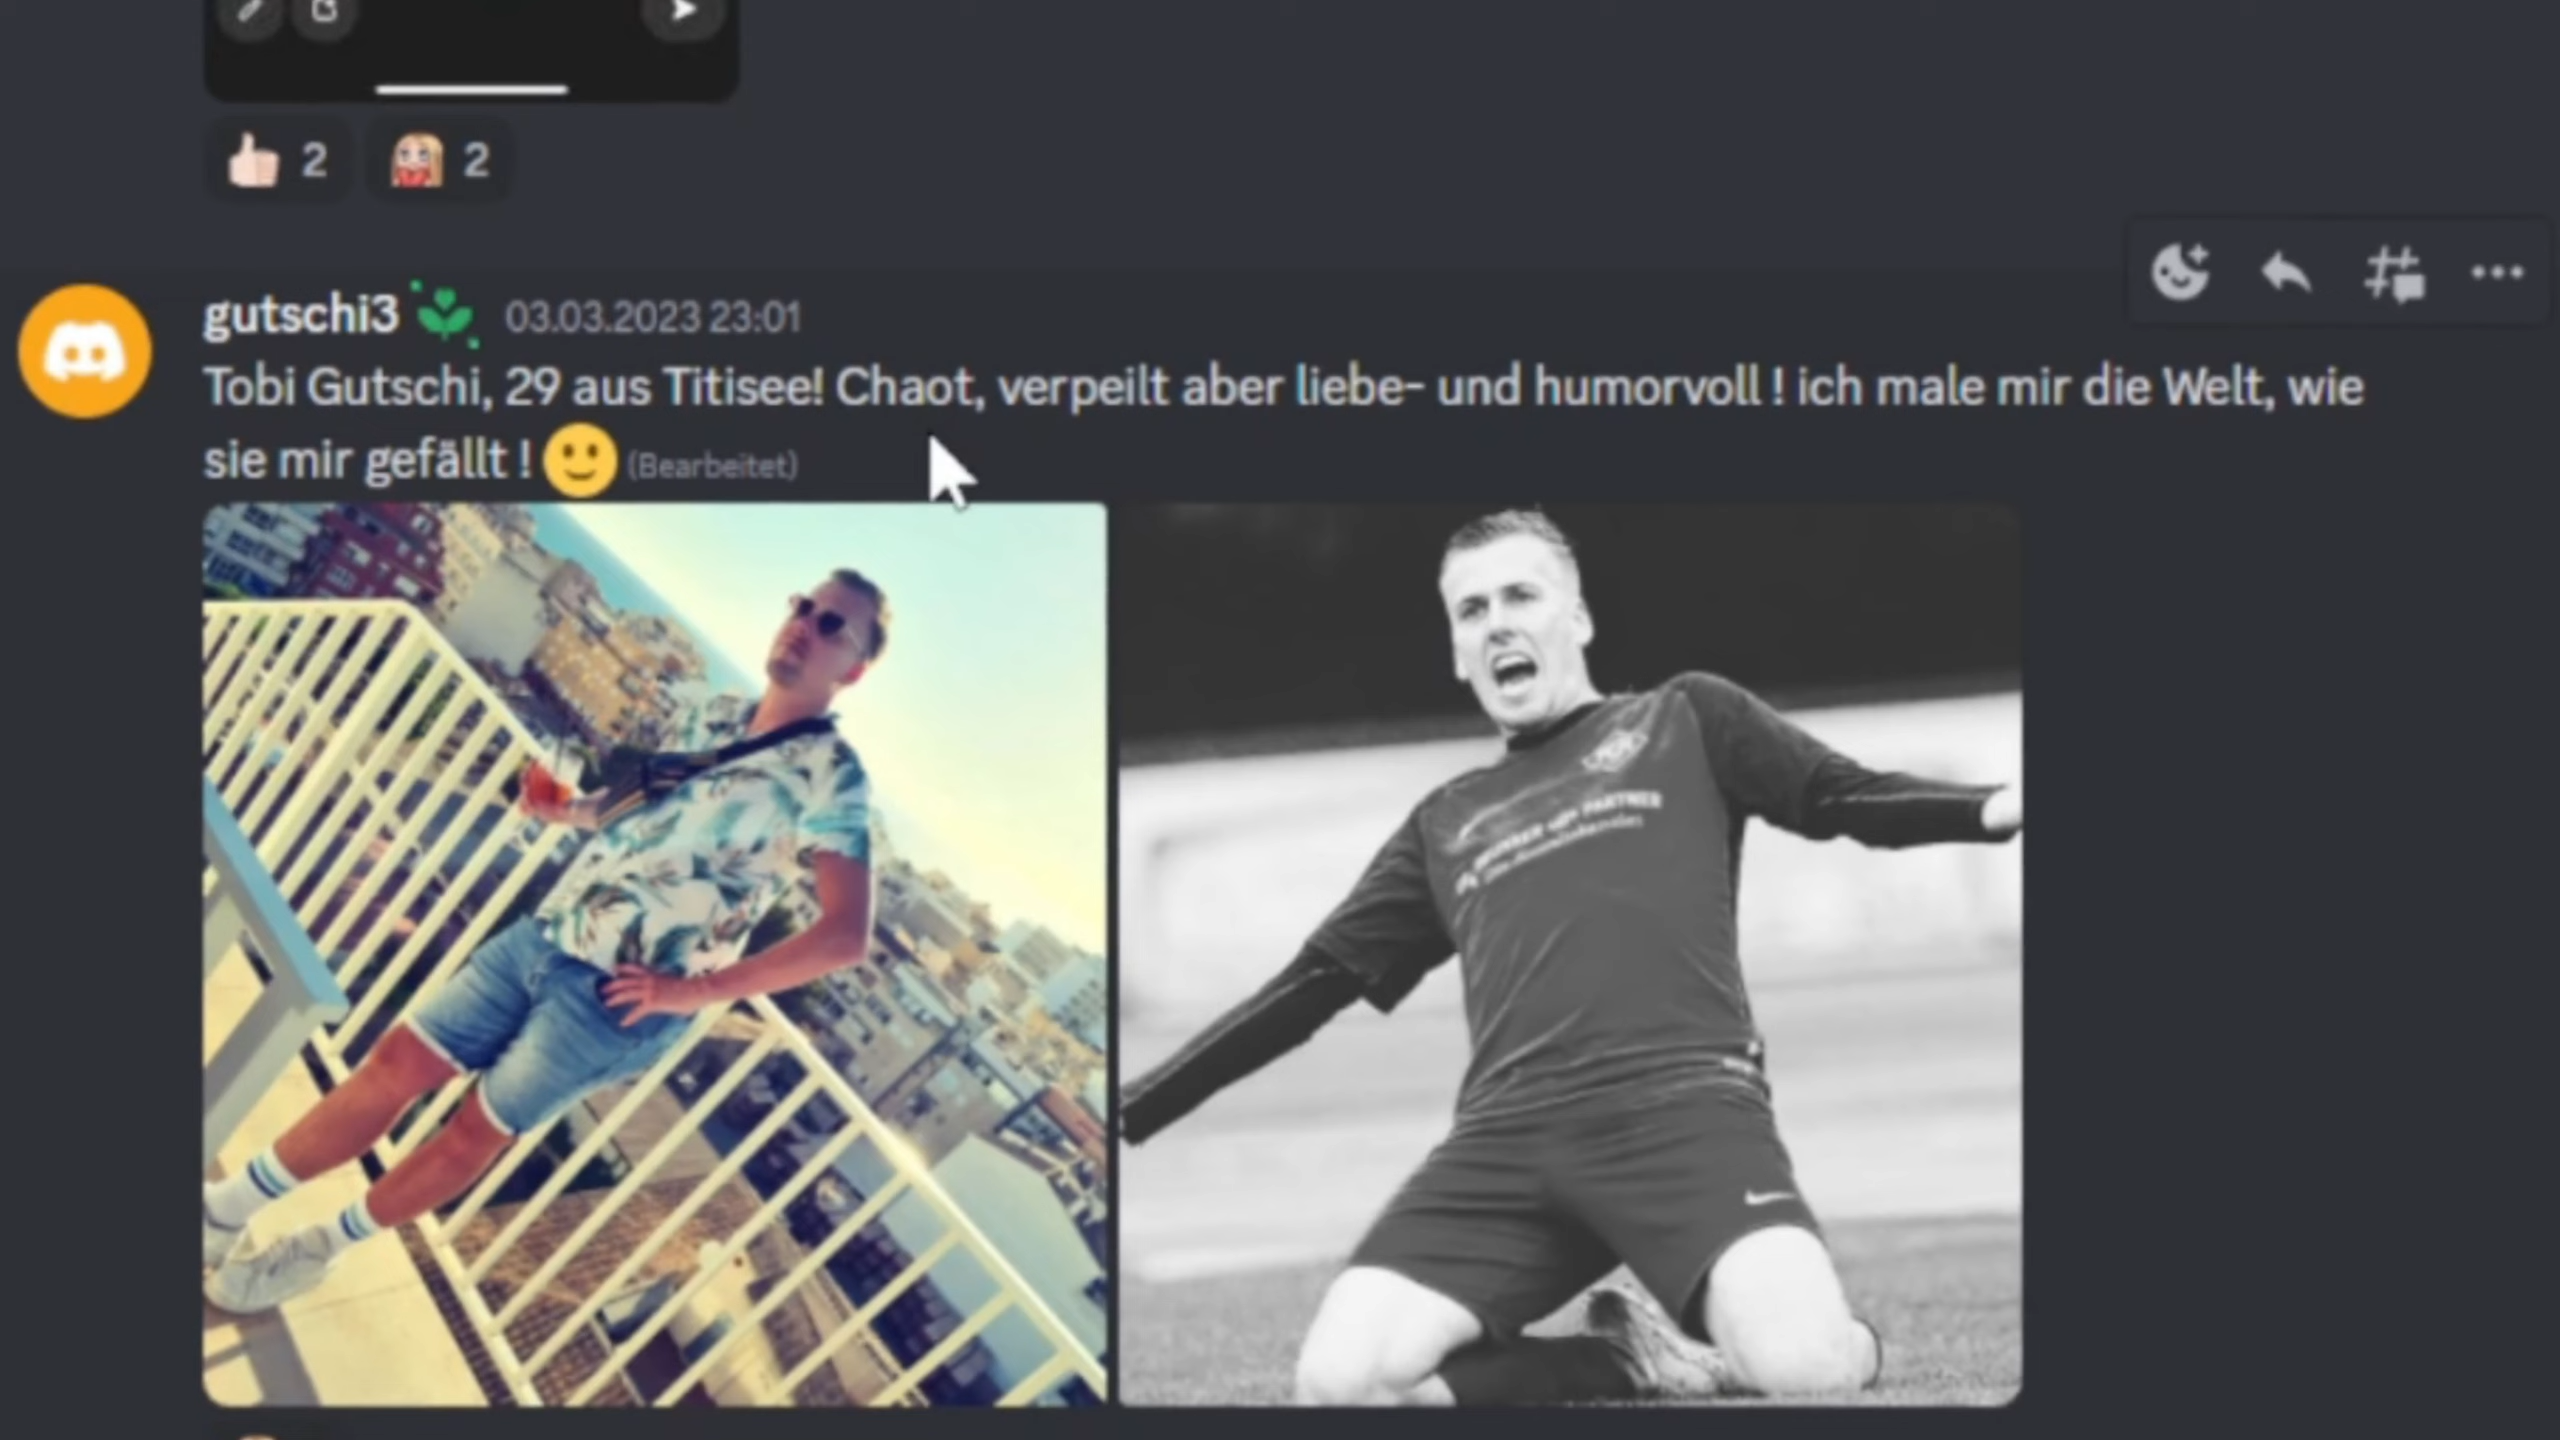 2 2
gutschi3 03.03.2023 23:01
Tobi Gutschi, 29 aus Titisee! Chaot, verpeilt aber liebe- und humorvoll ! ich male mir die Welt, wie
sie mir gefällt ! 🙂 (Bearbeitet)
PARTNER